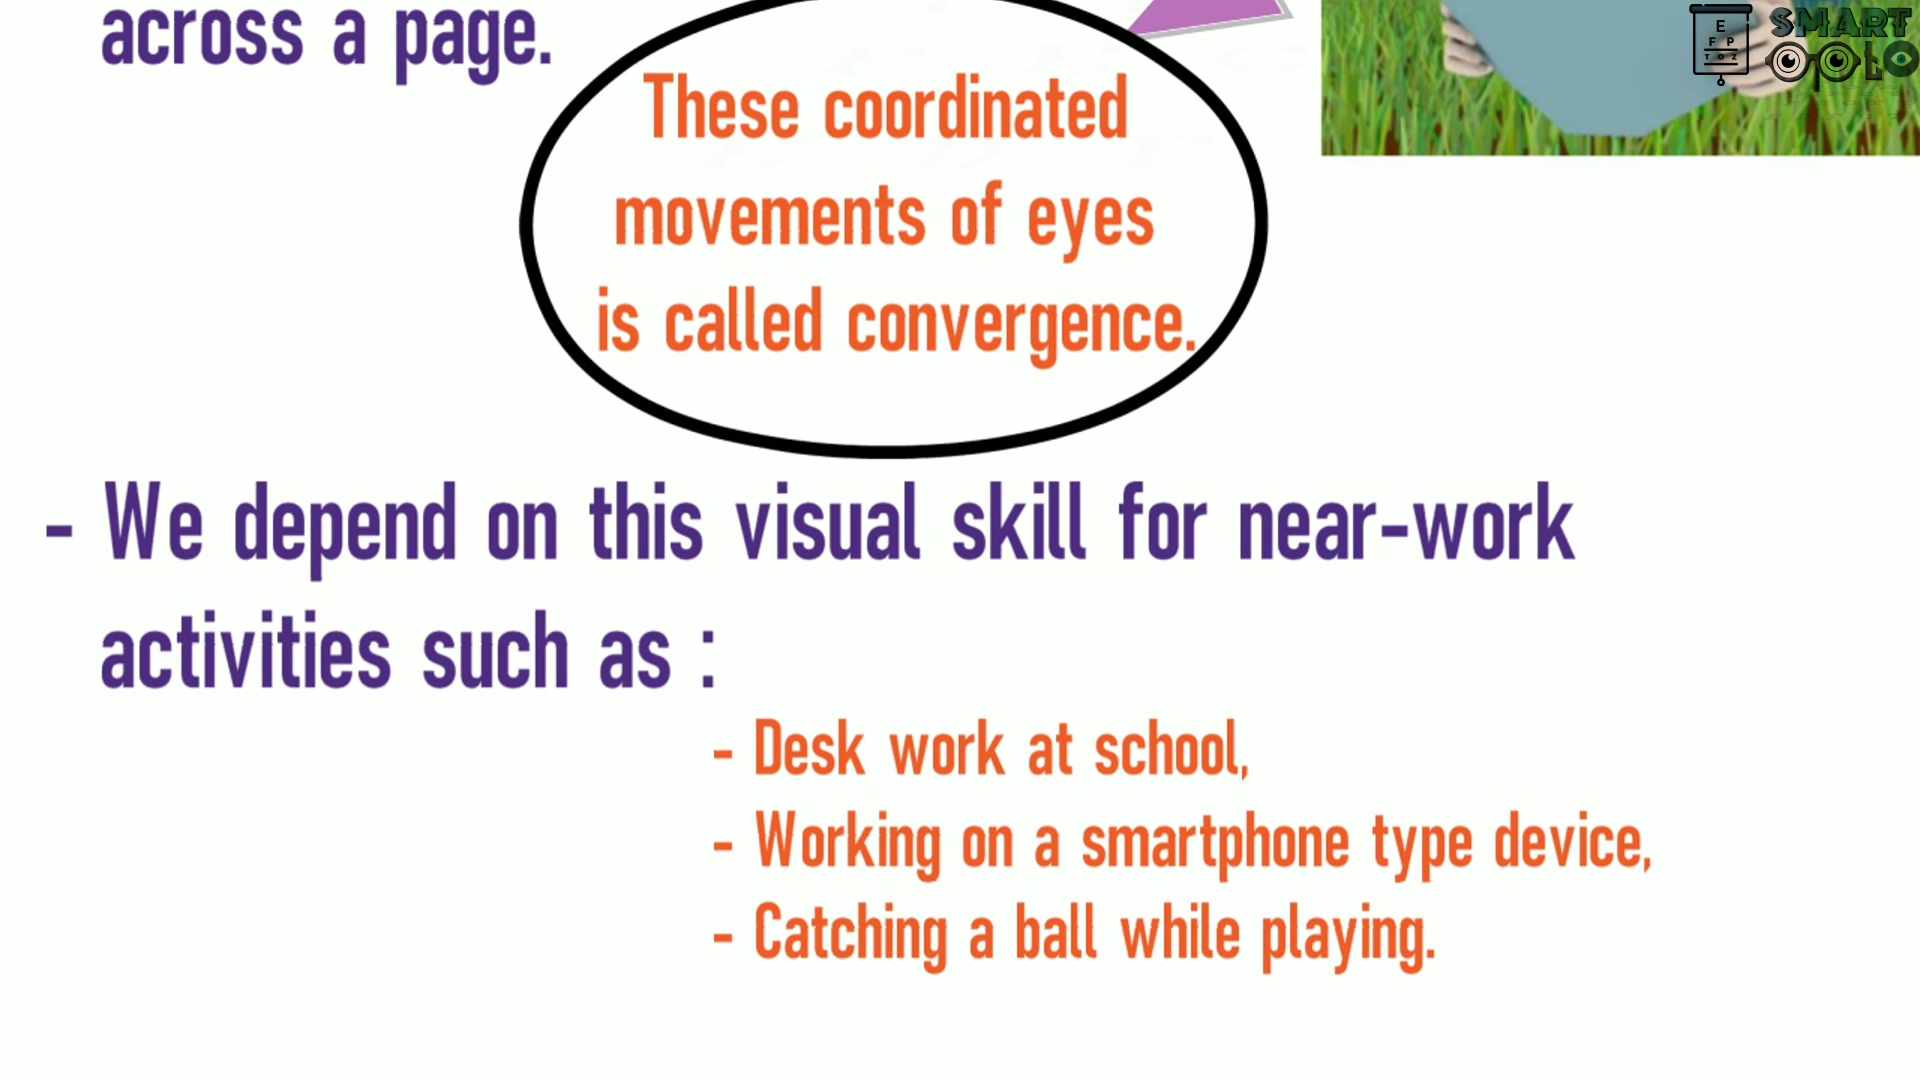 across a page.
These coordinated
movements of eyes
is called convergence.
- We depend on this visual skill for near-work
activities such as :
- Desk work at school,
- Working on a smartphone type device,
- Catching a ball while playing.
SMART
opto
E
F P
T O Z